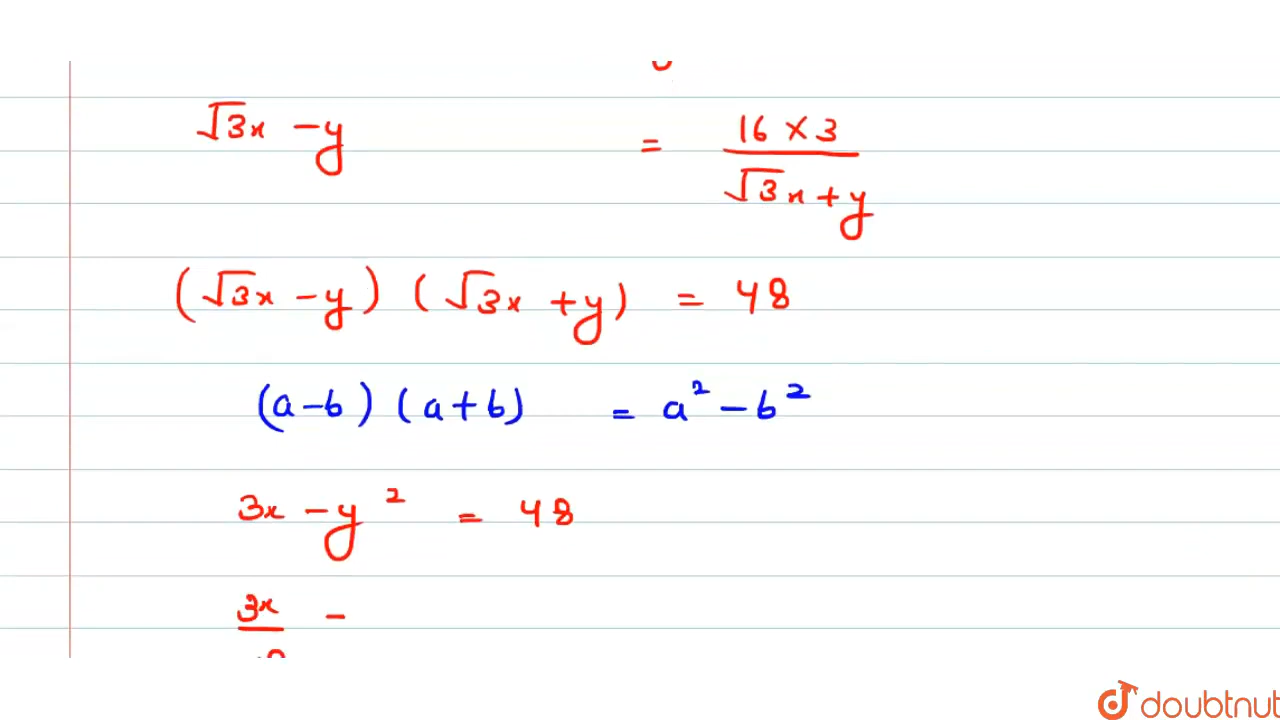 √3x - y = 16 × 3 / √3x + y
(√3x - y) (√3x + y) = 48
(a - b) (a + b) = a² - b²
3x - y² = 48
3x -
doubtnut